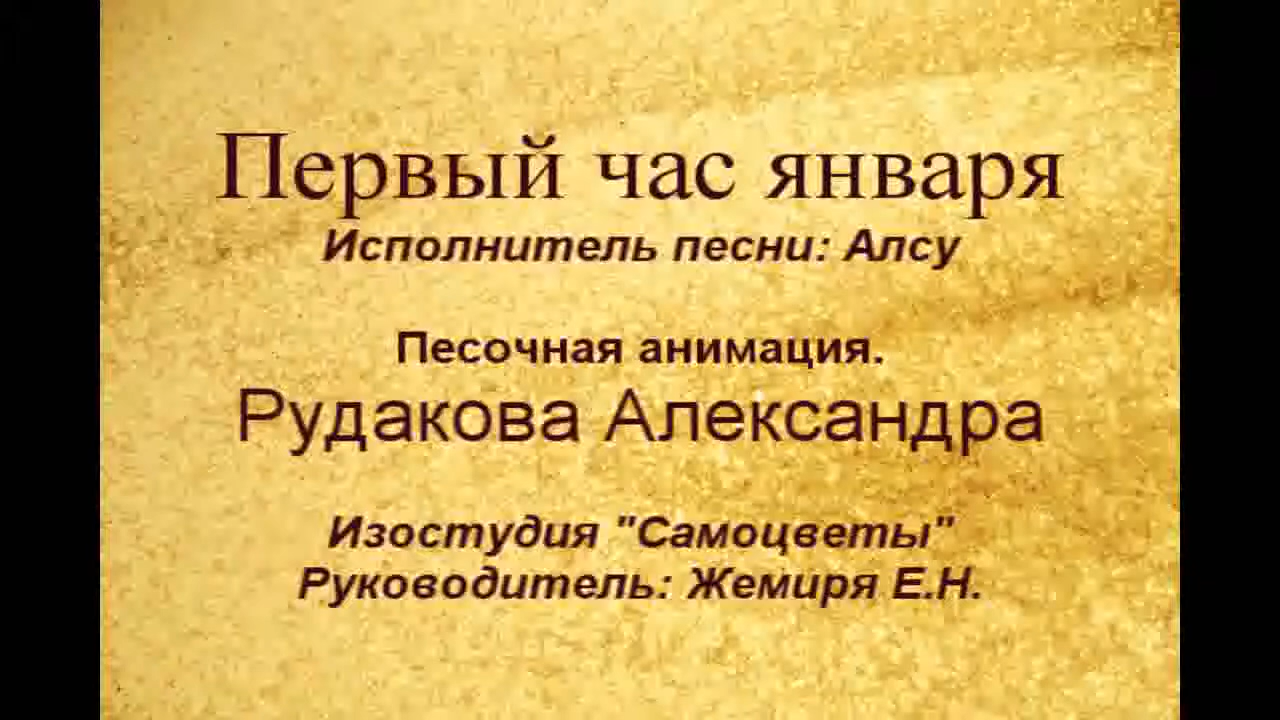 Первый час января
Исполнитель песни: Алсу
Песочная анимация.
Рудакова Александра
Изостудия "Самоцветы"
Руководитель: Жемиря Е.Н.